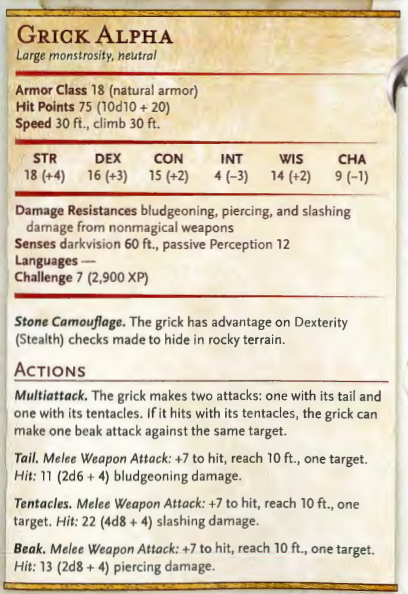 GRICK ALPHA
Large monstrosity, neutral
Armor Class 18 (natural armor)
Hit Points 75 (10d10 + 20)
Speed 30 ft., climb 30 ft.
STR DEX CON INT WIS CHA
18 (+4) 16 (+3) 15 (+2) 4 (−3) 14 (+2) 9 (−1)
Damage Resistances bludgeoning, piercing, and slashing
damage from nonmagical weapons
Senses darkvision 60 ft., passive Perception 12
Languages —
Challenge 7 (2,900 XP)
Stone Camouflage. The grick has advantage on Dexterity
(Stealth) checks made to hide in rocky terrain.
ACTIONS
Multiattack. The grick makes two attacks: one with its tail and
one with its tentacles. If it hits with its tentacles, the grick can
make one beak attack against the same target.
Tail. Melee Weapon Attack: +7 to hit, reach 10 ft., one target.
Hit: 11 (2d6 + 4) bludgeoning damage.
Tentacles. Melee Weapon Attack: +7 to hit, reach 10 ft., one
target. Hit: 22 (4d8 + 4) slashing damage.
Beak. Melee Weapon Attack: +7 to hit, reach 10 ft., one target.
Hit: 13 (2d8 + 4) piercing damage.